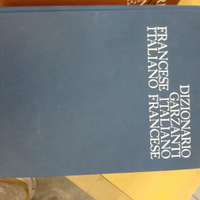 DIZIONARIO
GARZANTI
FRANCESE ITALIANO
ITALIANO FRANCESE